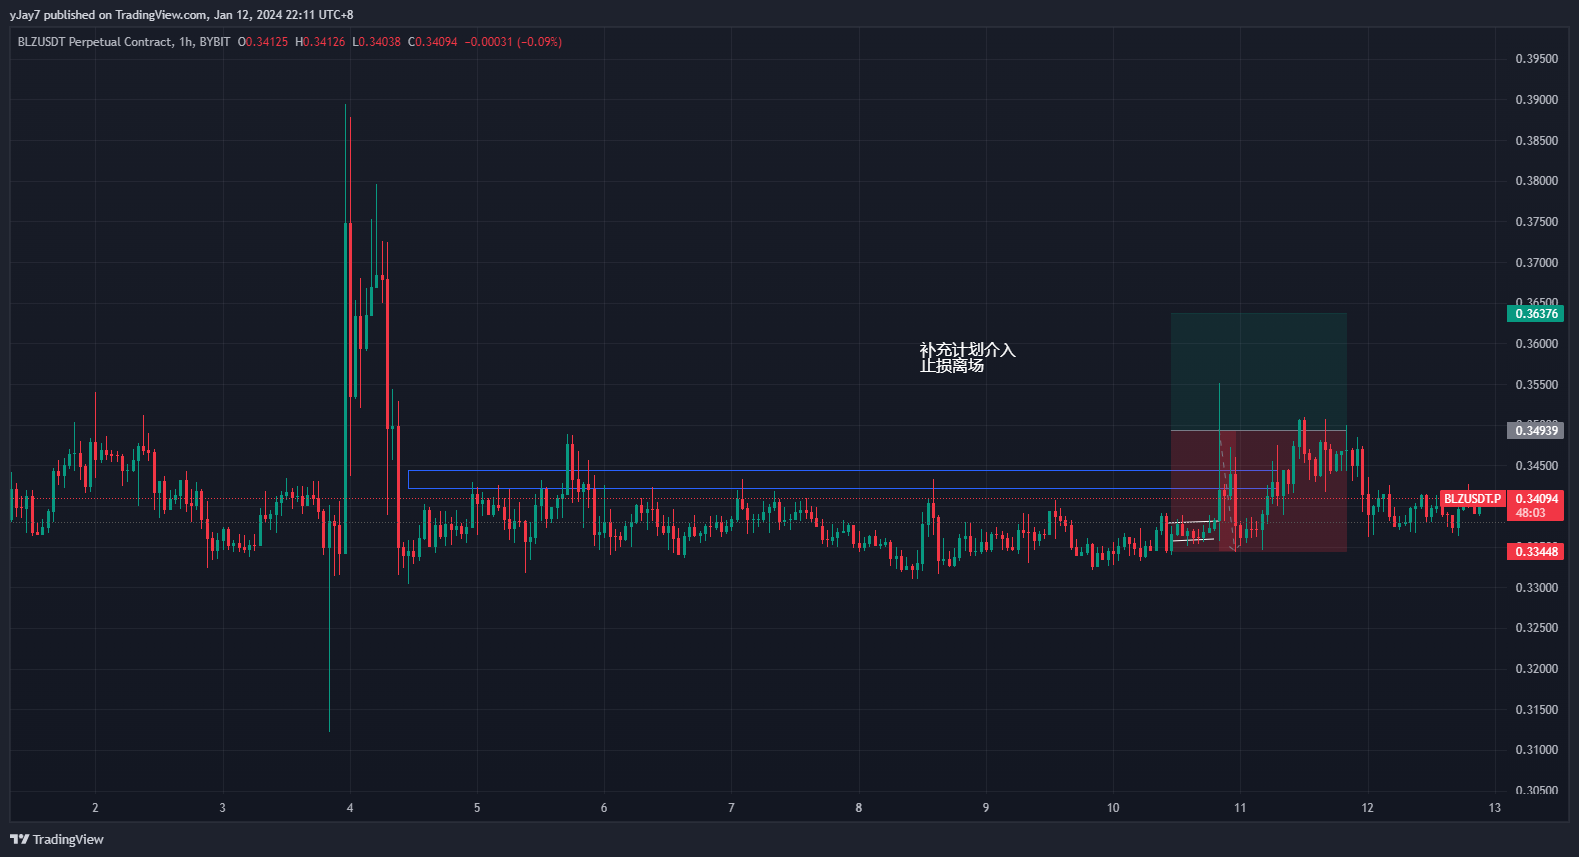 yJay7 published on TradingView.com, Jan 12, 2024 22:11 UTC+8
BLZUSDT Perpetual Contract, 1h, BYBIT O0.34125 H0.34126 L0.34038 C0.34094 −0.00031 (−0.09%)
0.39500
0.39000
0.38500
0.38000
0.37500
0.37000
0.36500
0.36376
0.36000
补充计划介入
止损离场
0.35500
0.34939
0.34500
BLZUSDT.P 0.34094
48:03
0.33448
0.33000
0.32500
0.32000
0.31500
0.31000
0.30500
2 3 4 5 6 7 8 9 10 11 12 13
TradingView